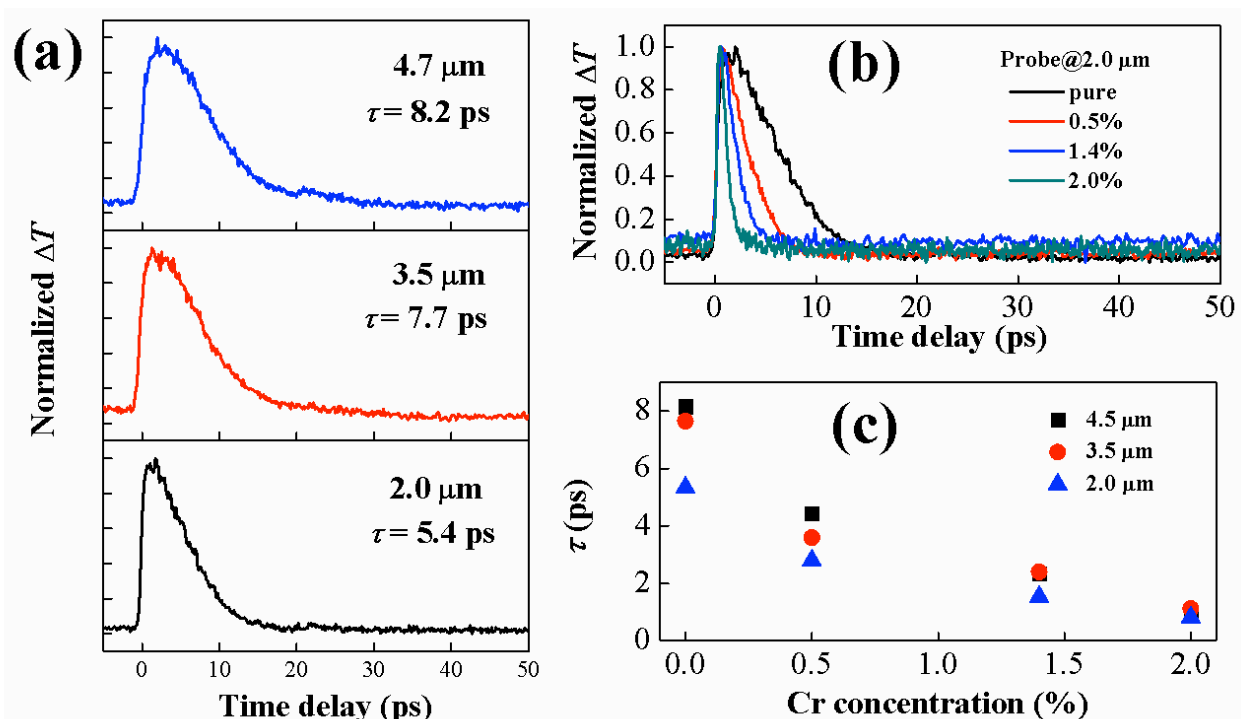 (a)
4.7 μm
τ = 8.2 ps
3.5 μm
τ = 7.7 ps
2.0 μm
τ = 5.4 ps
Normalized ΔT
0 10 20 30 40 50
Time delay (ps)
(b)
Probe@2.0 μm
pure
0.5%
1.4%
2.0%
Normalized ΔT
1.0
0.8
0.6
0.4
0.2
0.0
0 10 20 30 40 50
Time delay (ps)
(c)
4.5 μm
3.5 μm
2.0 μm
τ (ps)
8
6
4
2
0
0.0 0.5 1.0 1.5 2.0
Cr concentration (%)